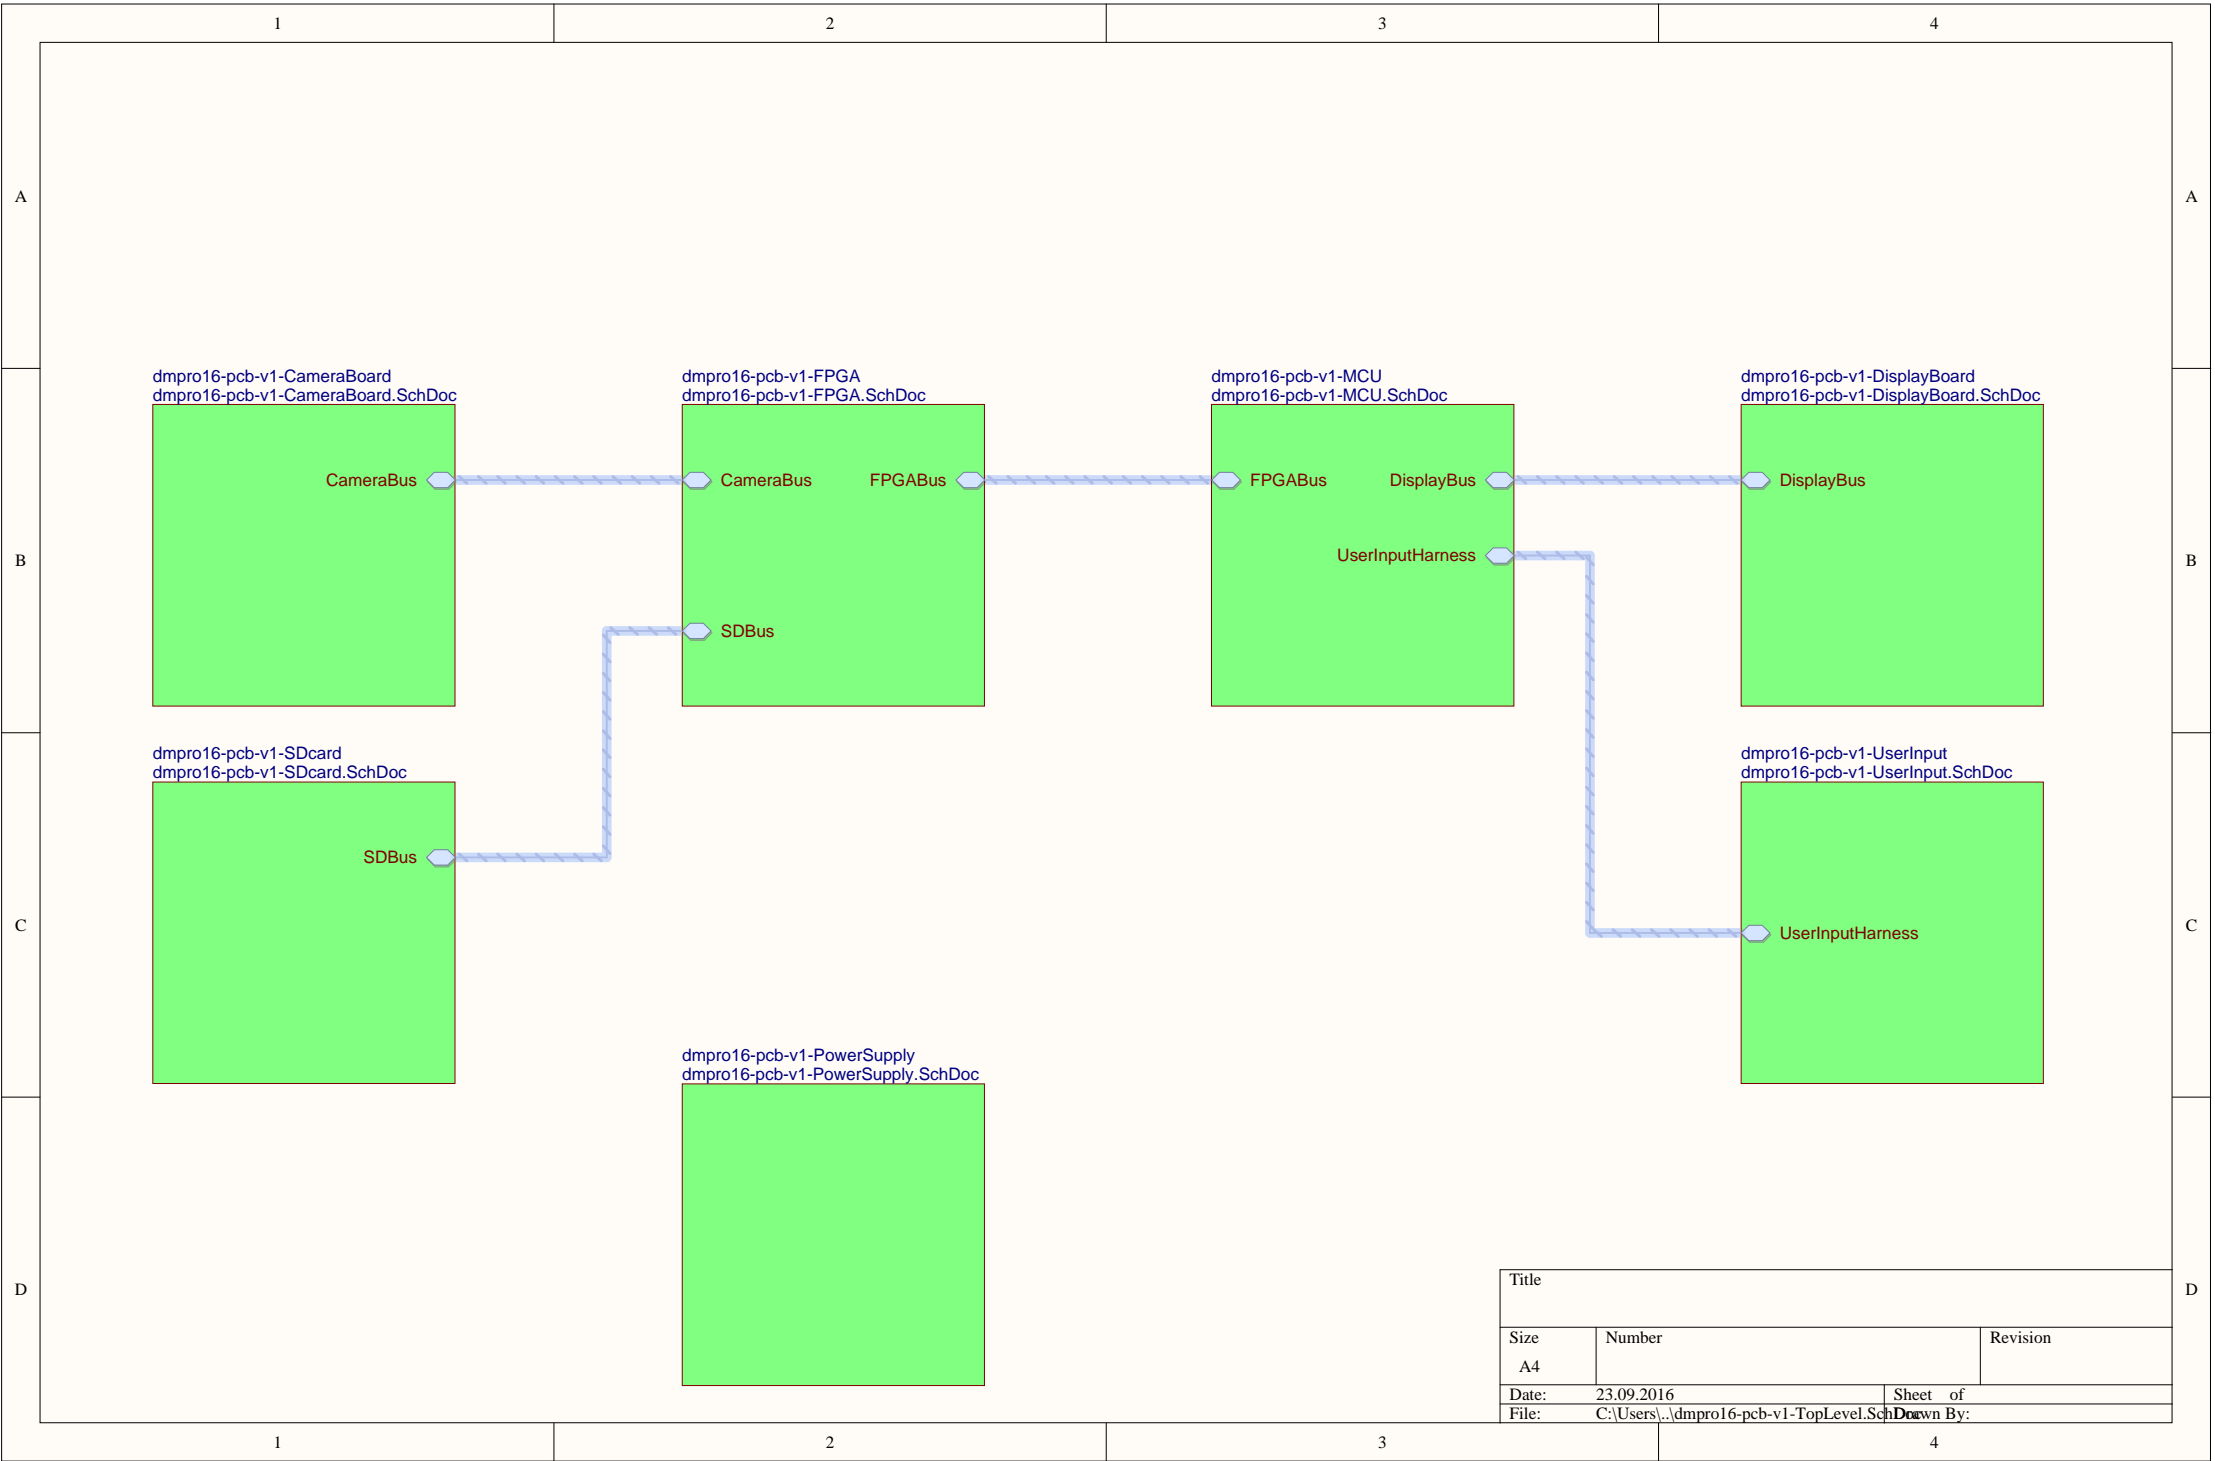 1 2 3 4
A A
dmpro16-pcb-v1-CameraBoard
dmpro16-pcb-v1-CameraBoard.SchDoc
dmpro16-pcb-v1-FPGA
dmpro16-pcb-v1-FPGA.SchDoc
dmpro16-pcb-v1-MCU
dmpro16-pcb-v1-MCU.SchDoc
dmpro16-pcb-v1-DisplayBoard
dmpro16-pcb-v1-DisplayBoard.SchDoc
CameraBus
CameraBus FPGABus
FPGABus DisplayBus
DisplayBus
UserInputHarness
B B
SDBus
dmpro16-pcb-v1-SDcard
dmpro16-pcb-v1-SDcard.SchDoc
dmpro16-pcb-v1-UserInput
dmpro16-pcb-v1-UserInput.SchDoc
SDBus
C C
UserInputHarness
dmpro16-pcb-v1-PowerSupply
dmpro16-pcb-v1-PowerSupply.SchDoc
D D
Title
Size Number Revision
A4
Date: 23.09.2016 Sheet of
File: C:\Users\..\dmpro16-pcb-v1-TopLevel.SchDoc Drawn By:
1 2 3 4